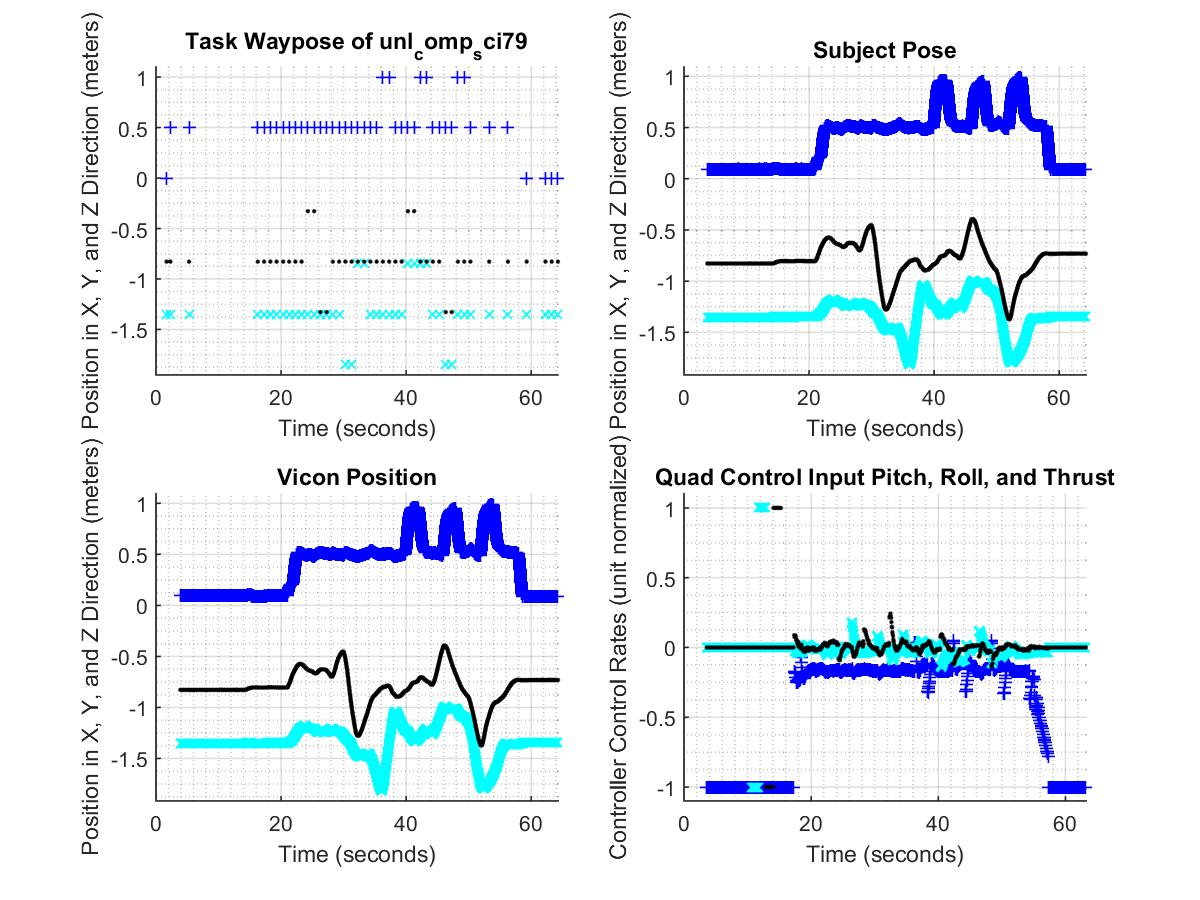 Task Waypose of unl_comp_sci79
Position in X, Y, and Z Direction (meters)
1
0.5
0
-0.5
-1
-1.5
0 20 40 60
Time (seconds)
Subject Pose
Position in X, Y, and Z Direction (meters)
1
0.5
0
-0.5
-1
-1.5
0 20 40 60
Time (seconds)
Vicon Position
Position in X, Y, and Z Direction (meters)
1
0.5
0
-0.5
-1
-1.5
0 20 40 60
Time (seconds)
Quad Control Input Pitch, Roll, and Thrust
Controller Control Rates (unit normalized)
1
0.5
0
-0.5
-1
0 20 40 60
Time (seconds)